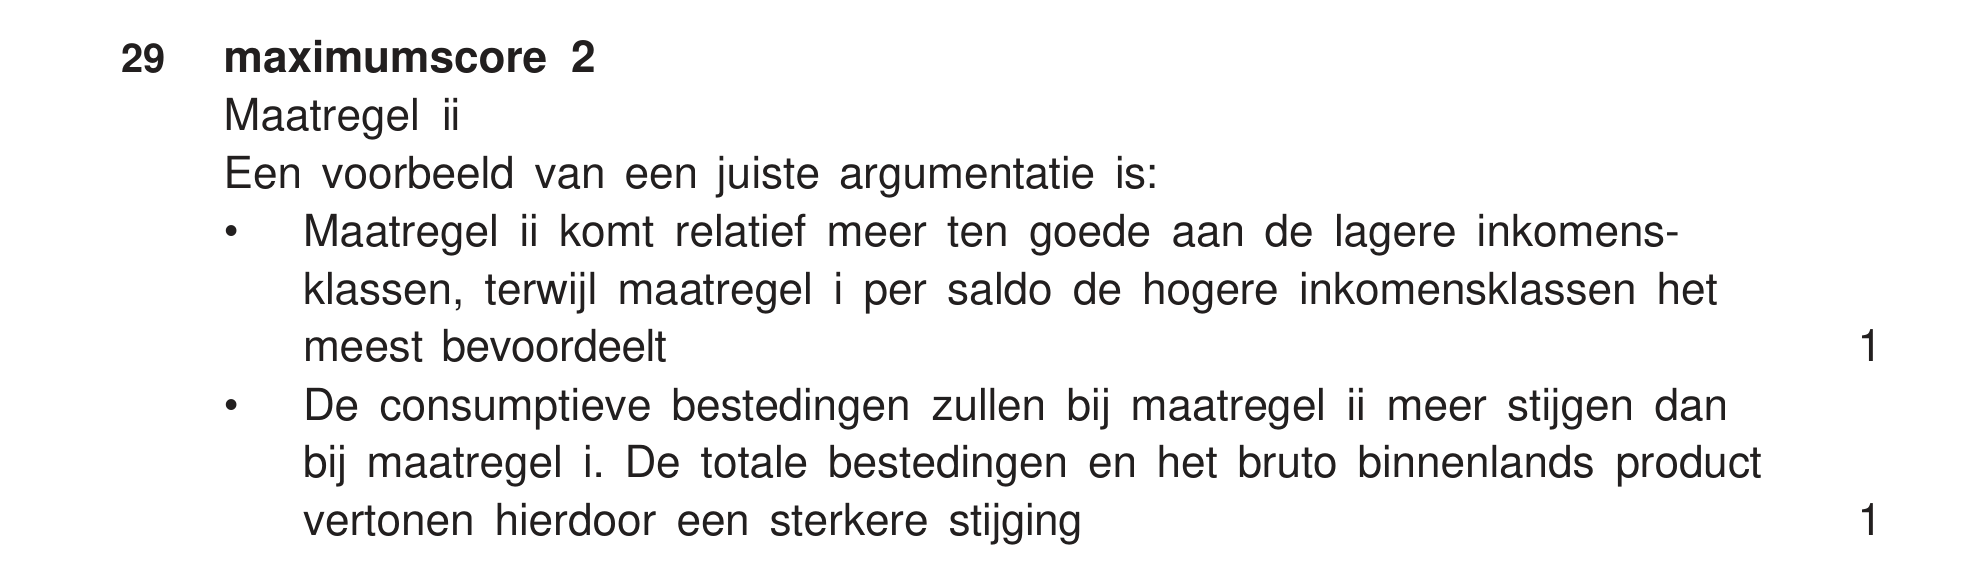 29 maximumscore 2
Maatregel ii
Een voorbeeld van een juiste argumentatie is:
• Maatregel ii komt relatief meer ten goede aan de lagere inkomens-
klassen, terwijl maatregel i per saldo de hogere inkomensklassen het
meest bevoordeelt 1
• De consumptieve bestedingen zullen bij maatregel ii meer stijgen dan
bij maatregel i. De totale bestedingen en het bruto binnenlands product
vertonen hierdoor een sterkere stijging 1